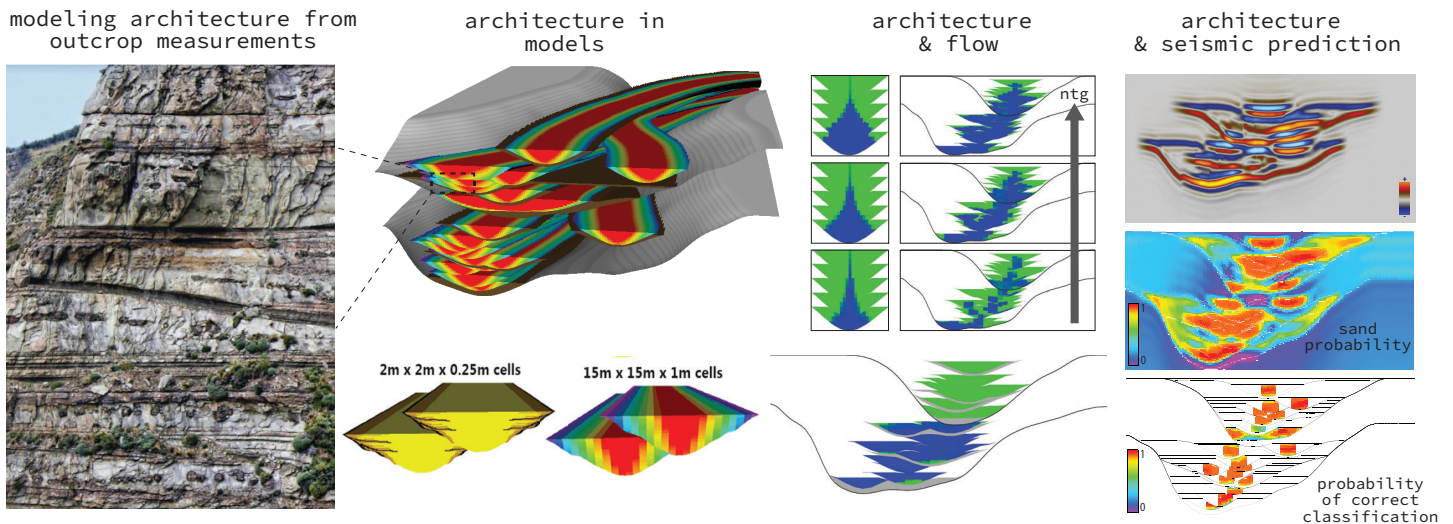 modeling architecture from
outcrop measurements
architecture in
models
architecture
& flow
architecture
& seismic prediction
ntg
2m x 2m x 0.25m cells
15m x 15m x 1m cells
+
-
1
0
sand
probability
1
0
probability
of correct
classification